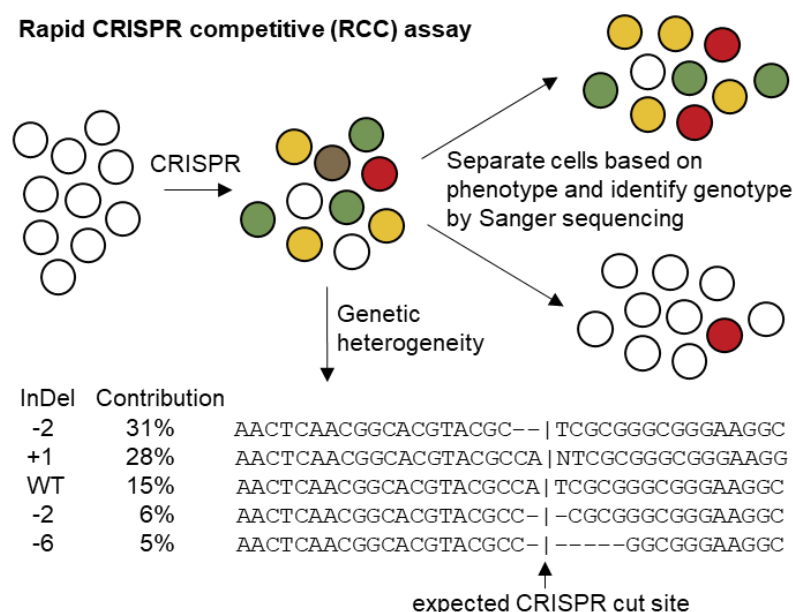 Rapid CRISPR competitive (RCC) assay
CRISPR
Separate cells based on
phenotype and identify genotype
by Sanger sequencing
Genetic
heterogeneity
InDel Contribution
-2 31% AACTCAACGGCACGTACGC--|TCGCGGGCGGGAAGGC
+1 28% AACTCAACGGCACGTACGCCA|NTCGCGGGCGGGAAGG
WT 15% AACTCAACGGCACGTACGCCA|TCGCGGGCGGGAAGGC
-2 6% AACTCAACGGCACGTACGCC-|-CGCGGGCGGGAAGGC
-6 5% AACTCAACGGCACGTACGCC-|-----GGCGGGAAGGC
expected CRISPR cut site